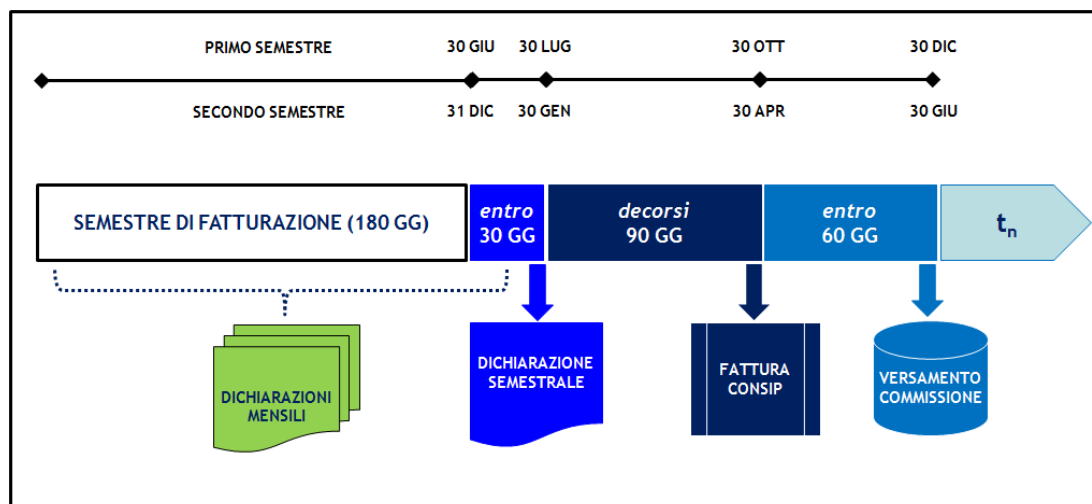 PRIMO SEMESTRE 30 GIU 30 LUG 30 OTT 30 DIC
SECONDO SEMESTRE 31 DIC 30 GEN 30 APR 30 GIU
SEMESTRE DI FATTURAZIONE (180 GG)
entro
30 GG
decorsi
90 GG
entro
60 GG
tn
DICHIARAZIONI
MENSILI
DICHIARAZIONE
SEMESTRALE
FATTURA
CONSIP
VERSAMENTO
COMMISSIONE